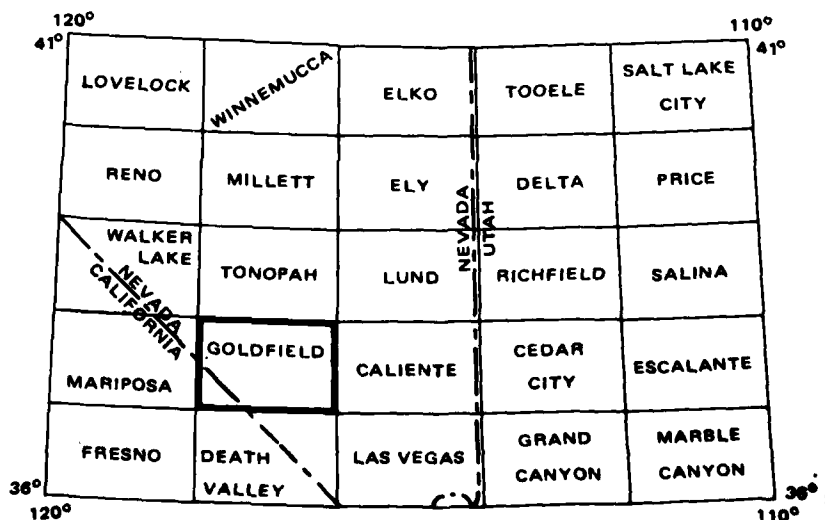 120° 110°
41° 41°
LOVELOCK WINNEMUCCA ELKO TOOELE SALT LAKE
CITY
RENO MILLETT ELY DELTA PRICE
NEVADA
UTAH
WALKER
LAKE
TONOPAH LUND RICHFIELD SALINA
NEVADA
CALIFORNIA
MARIPOSA GOLDFIELD CALIENTE CEDAR
CITY
ESCALANTE
FRESNO DEATH
VALLEY
LAS VEGAS GRAND
CANYON
MARBLE
CANYON
36° 36°
120° 110°